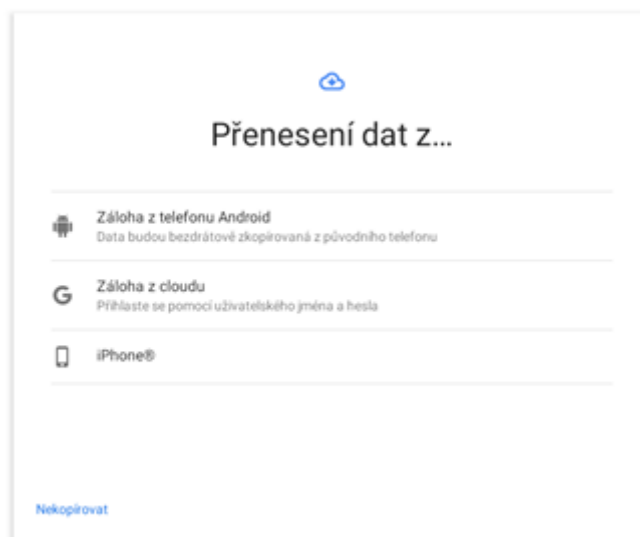 Přenesení dat z...
Záloha z telefonu Android
Data budou bezdrátově zkopírovaná z původního telefonu
Záloha z cloudu
Přihlaste se pomocí uživatelského jména a hesla
iPhone®
Nekopírovat